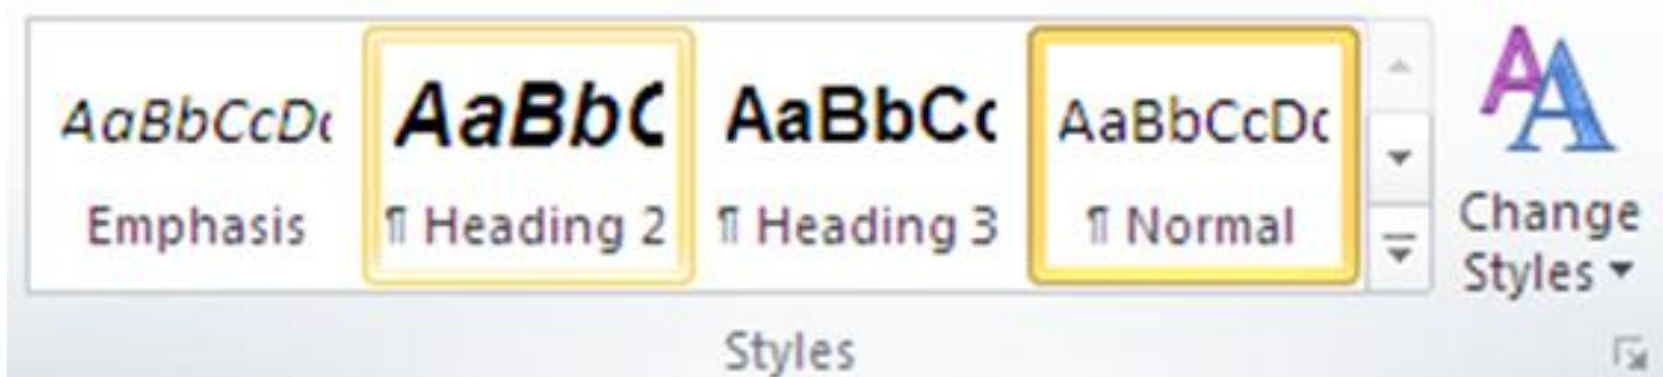 AaBbCcDc AaBbC AaBbCc AaBbCcDc
Emphasis ¶ Heading 2 ¶ Heading 3 ¶ Normal
Change
Styles
Styles